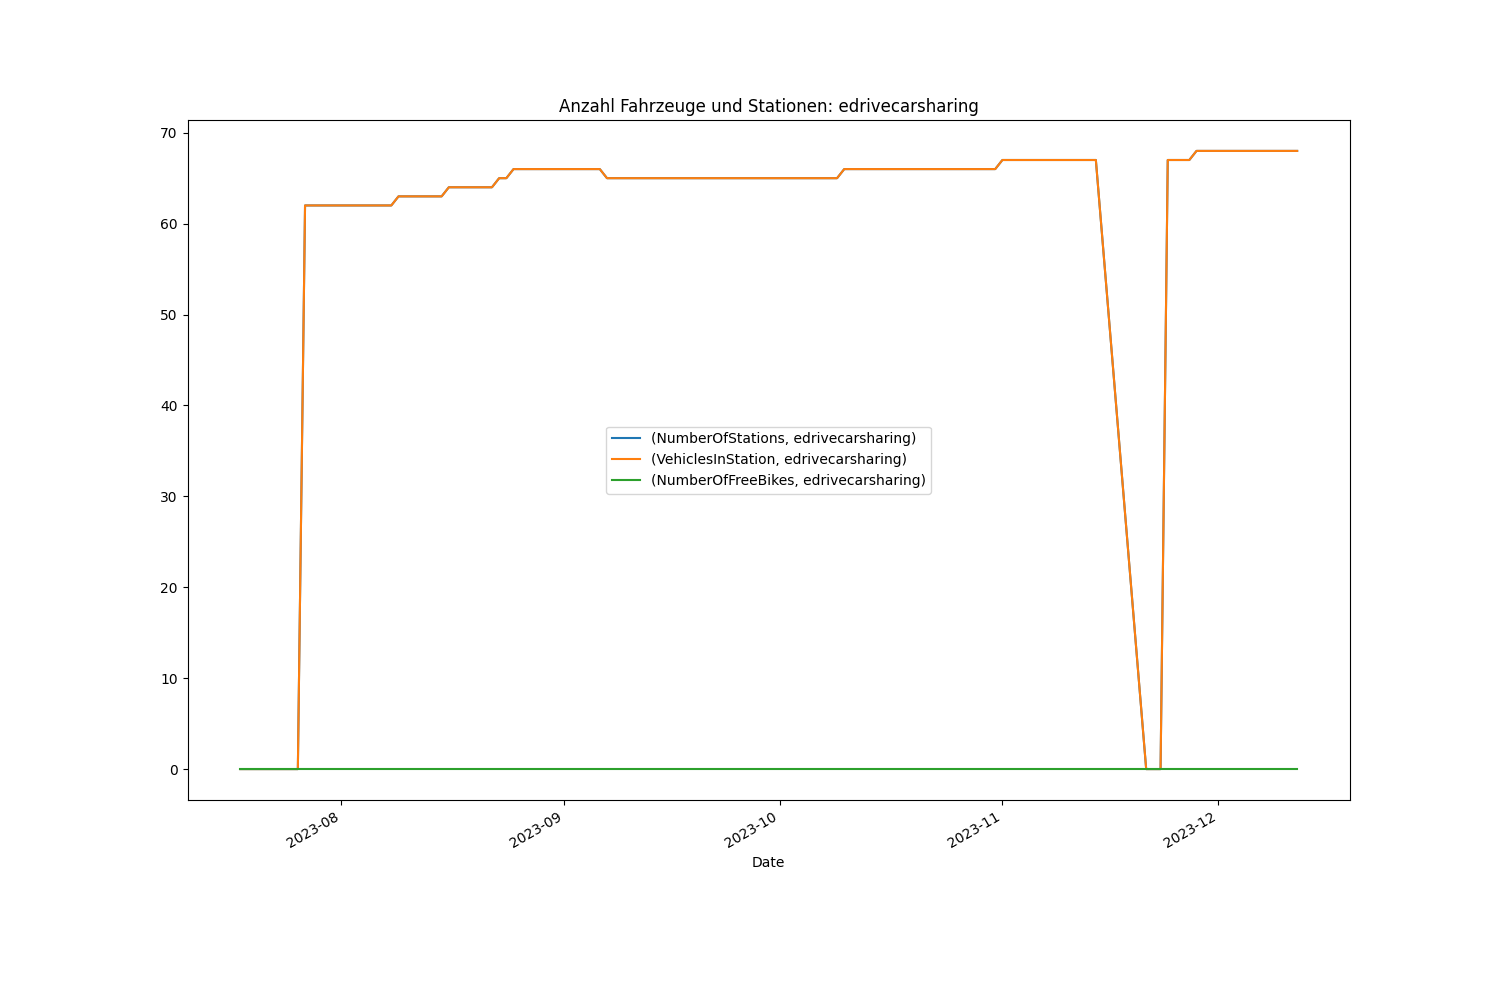 Anzahl Fahrzeuge und Stationen: edrivecarsharing
70
60
50
40
30
20
10
0
(NumberOfStations, edrivecarsharing)
(VehiclesInStation, edrivecarsharing)
(NumberOfFreeBikes, edrivecarsharing)
2023-08
2023-09
2023-10
2023-11
2023-12
Date